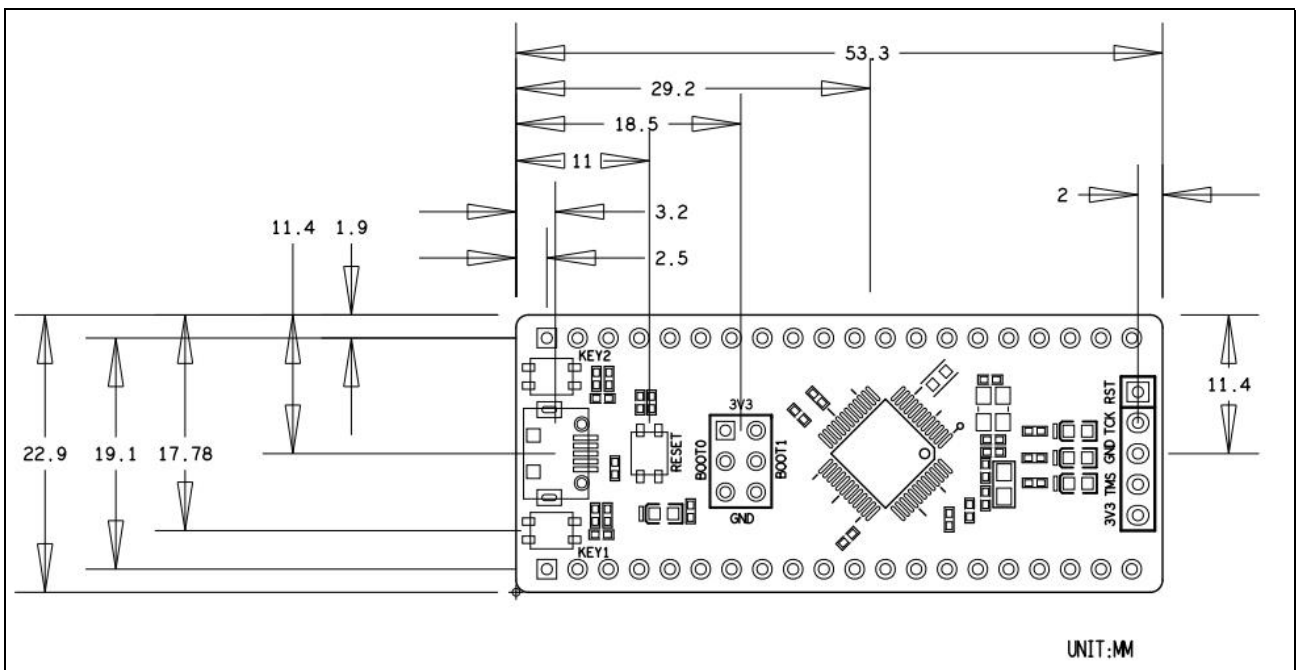 53.3
29.2
18.5
11
2
3.2
11.4 1.9
2.5
KEY2
11.4
3V3
BOOT0
BOOT1
RESET
RST
TCK
GND
TMS
3V3
22.9 19.1 17.78
GND
KEY1
UNIT:MM